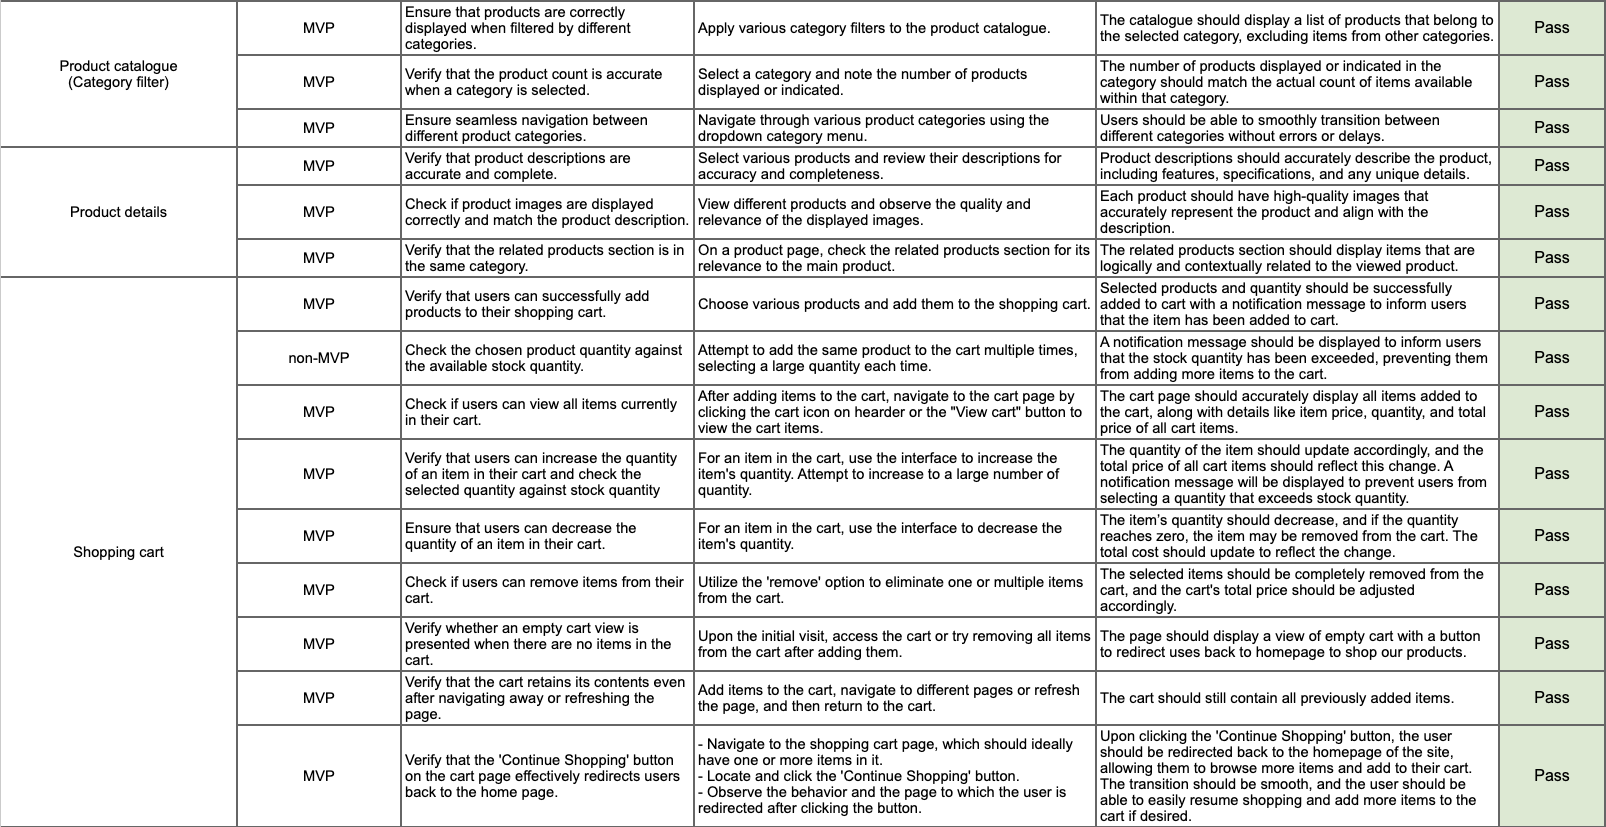 Product catalogue
(Category filter)
MVP
Ensure that products are correctly
displayed when filtered by different
categories.
Apply various category filters to the product catalogue.
The catalogue should display a list of products that belong to
the selected category, excluding items from other categories.
Pass
MVP
Verify that the product count is accurate
when a category is selected.
Select a category and note the number of products
displayed or indicated.
The number of products displayed or indicated in the
category should match the actual count of items available
within that category.
Pass
MVP
Ensure seamless navigation between
different product categories.
Navigate through various product categories using the
dropdown category menu.
Users should be able to smoothly transition between
different categories without errors or delays.
Pass
Product details
MVP
Verify that product descriptions are
accurate and complete.
Select various products and review their descriptions for
accuracy and completeness.
Product descriptions should accurately describe the product,
including features, specifications, and any unique details.
Pass
MVP
Check if product images are displayed
correctly and match the product description.
View different products and observe the quality and
relevance of the displayed images.
Each product should have high-quality images that
accurately represent the product and align with the
description.
Pass
MVP
Verify that the related products section is in
the same category.
On a product page, check the related products section for its
relevance to the main product.
The related products section should display items that are
logically and contextually related to the viewed product.
Pass
Shopping cart
MVP
Verify that users can successfully add
products to their shopping cart.
Choose various products and add them to the shopping cart.
Selected products and quantity should be successfully
added to cart with a notification message to inform users
that the item has been added to cart.
Pass
non-MVP
Check the chosen product quantity against
the available stock quantity.
Attempt to add the same product to the cart multiple times,
selecting a large quantity each time.
A notification message should be displayed to inform users
that the stock quantity has been exceeded, preventing them
from adding more items to the cart.
Pass
MVP
Check if users can view all items currently
in their cart.
After adding items to the cart, navigate to the cart page by
clicking the cart icon on hearder or the "View cart" button to
view the cart items.
The cart page should accurately display all items added to
the cart, along with details like item price, quantity, and total
price of all cart items.
Pass
MVP
Verify that users can increase the quantity
of an item in their cart and check the
selected quantity against stock quantity
For an item in the cart, use the interface to increase the
item's quantity. Attempt to increase to a large number of
quantity.
The quantity of the item should update accordingly, and the
total price of all cart items should reflect this change. A
notification message will be displayed to prevent users from
selecting a quantity that exceeds stock quantity.
Pass
MVP
Ensure that users can decrease the
quantity of an item in their cart.
For an item in the cart, use the interface to decrease the
item's quantity.
The item's quantity should decrease, and if the quantity
reaches zero, the item may be removed from the cart. The
total cost should update to reflect the change.
Pass
MVP
Check if users can remove items from their
cart.
Utilize the 'remove' option to eliminate one or multiple items
from the cart.
The selected items should be completely removed from the
cart, and the cart's total price should be adjusted
accordingly.
Pass
MVP
Verify whether an empty cart view is
presented when there are no items in the
cart.
Upon the initial visit, access the cart or try removing all items
from the cart after adding them.
The page should display a view of empty cart with a button
to redirect uses back to homepage to shop our products.
Pass
MVP
Verify that the cart retains its contents even
after navigating away or refreshing the
page.
Add items to the cart, navigate to different pages or refresh
the page, and then return to the cart.
The cart should still contain all previously added items.
Pass
MVP
Verify that the 'Continue Shopping' button
on the cart page effectively redirects users
back to the home page.
- Navigate to the shopping cart page, which should ideally
have one or more items in it.
- Locate and click the 'Continue Shopping' button.
- Observe the behavior and the page to which the user is
redirected after clicking the button.
Upon clicking the 'Continue Shopping' button, the user
should be redirected back to the homepage of the site,
allowing them to browse more items and add to their cart.
The transition should be smooth, and the user should be
able to easily resume shopping and add more items to the
cart if desired.
Pass